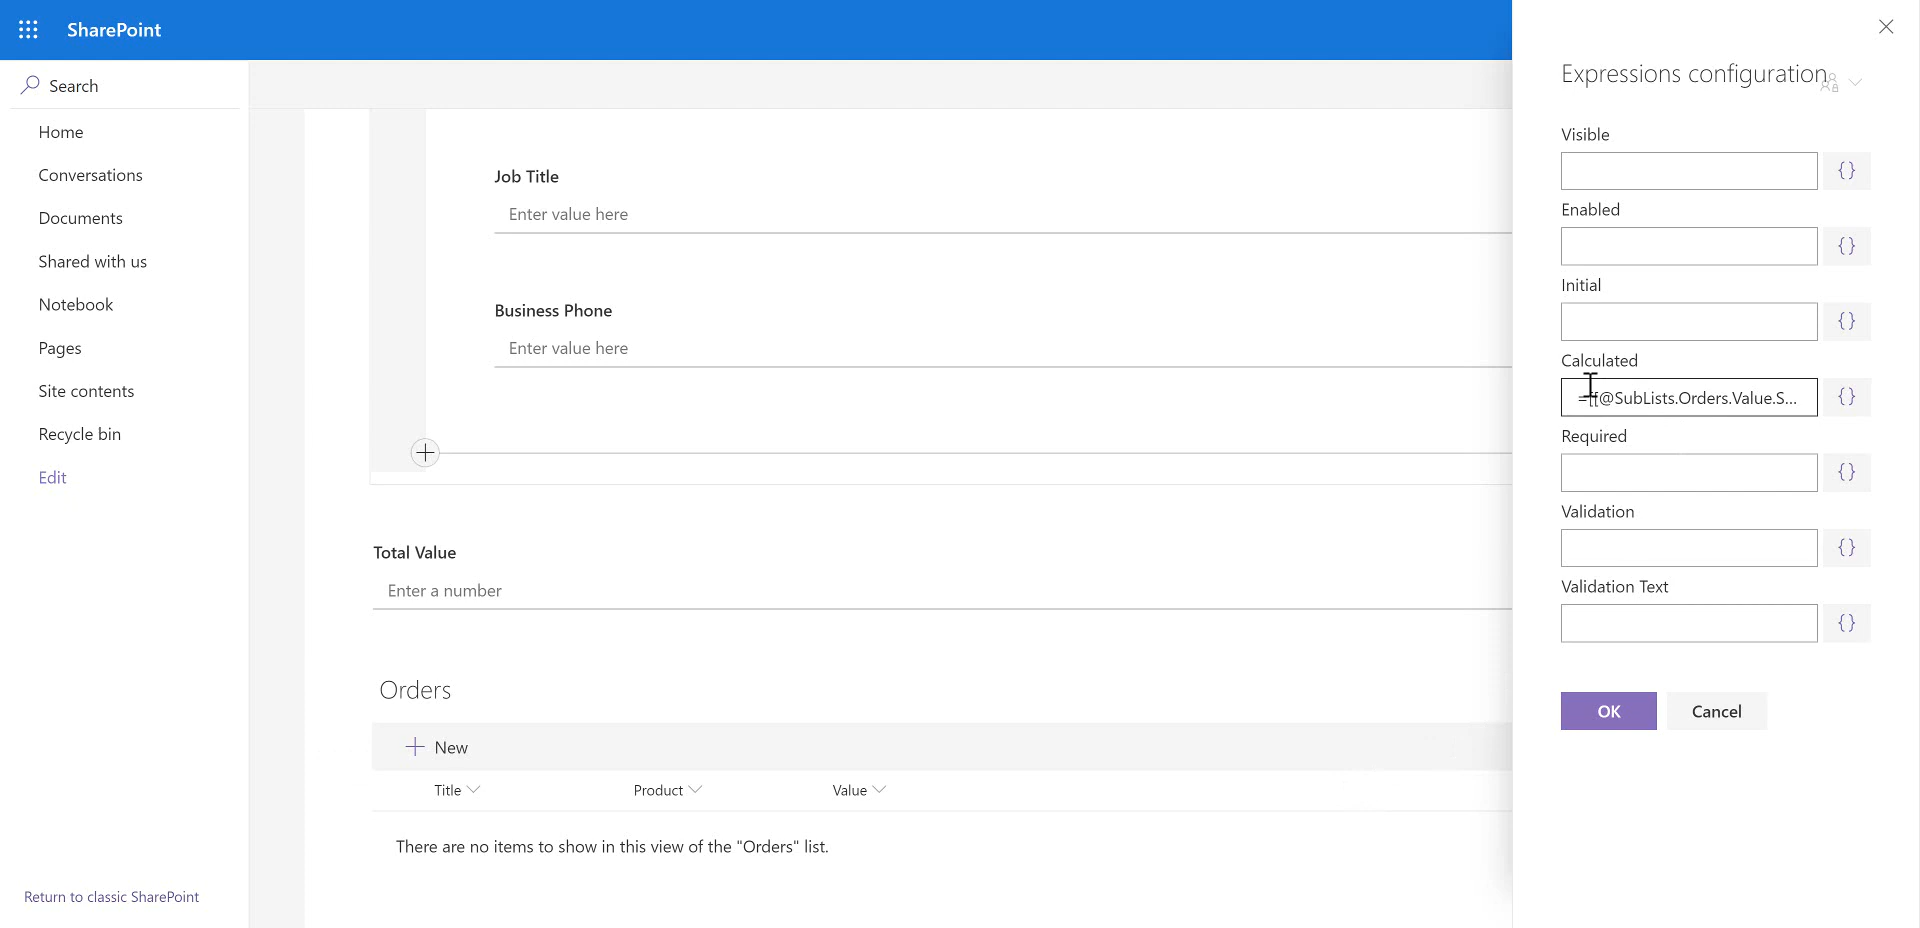 SharePoint
Search
Home
Conversations
Documents
Shared with us
Notebook
Pages
Site contents
Recycle bin
Edit
Return to classic SharePoint
Job Title
Enter value here
Business Phone
Enter value here
Total Value
Enter a number
Orders
New
Title Product Value
There are no items to show in this view of the "Orders" list.
Expressions configuration
Visible
{}
Enabled
{}
Initial
{}
Calculated
=[[@SubLists.Orders.Value.S... {}
Required
{}
Validation
{}
Validation Text
{}
OK Cancel